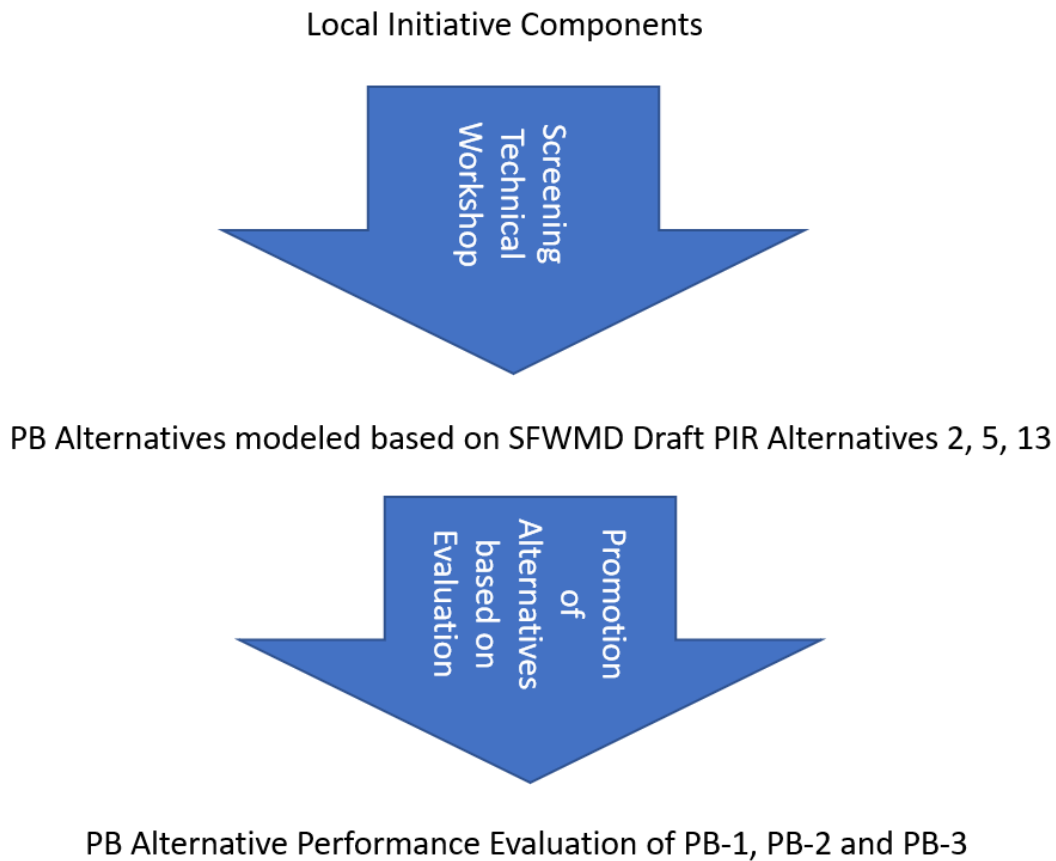 Local Initiative Components
Screening
Technical
Workshop
PB Alternatives modeled based on SFWMD Draft PIR Alternatives 2, 5, 13
Promotion
of
Alternatives
based on
Evaluation
PB Alternative Performance Evaluation of PB-1, PB-2 and PB-3